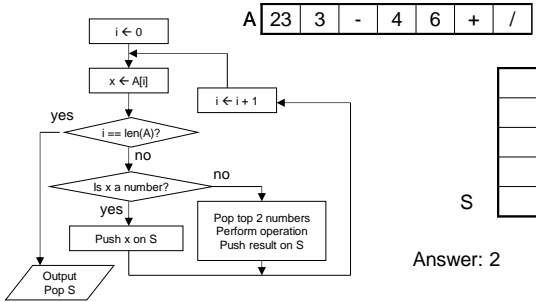 i ← 0
A 23 3 - 4 6 + /
x ← A[i]
i ← i + 1
yes
i == len(A)?
no
Is x a number?
no
yes
Push x on S
Pop top 2 numbers
Perform operation
Push result on S
S
Output
Pop S
Answer: 2